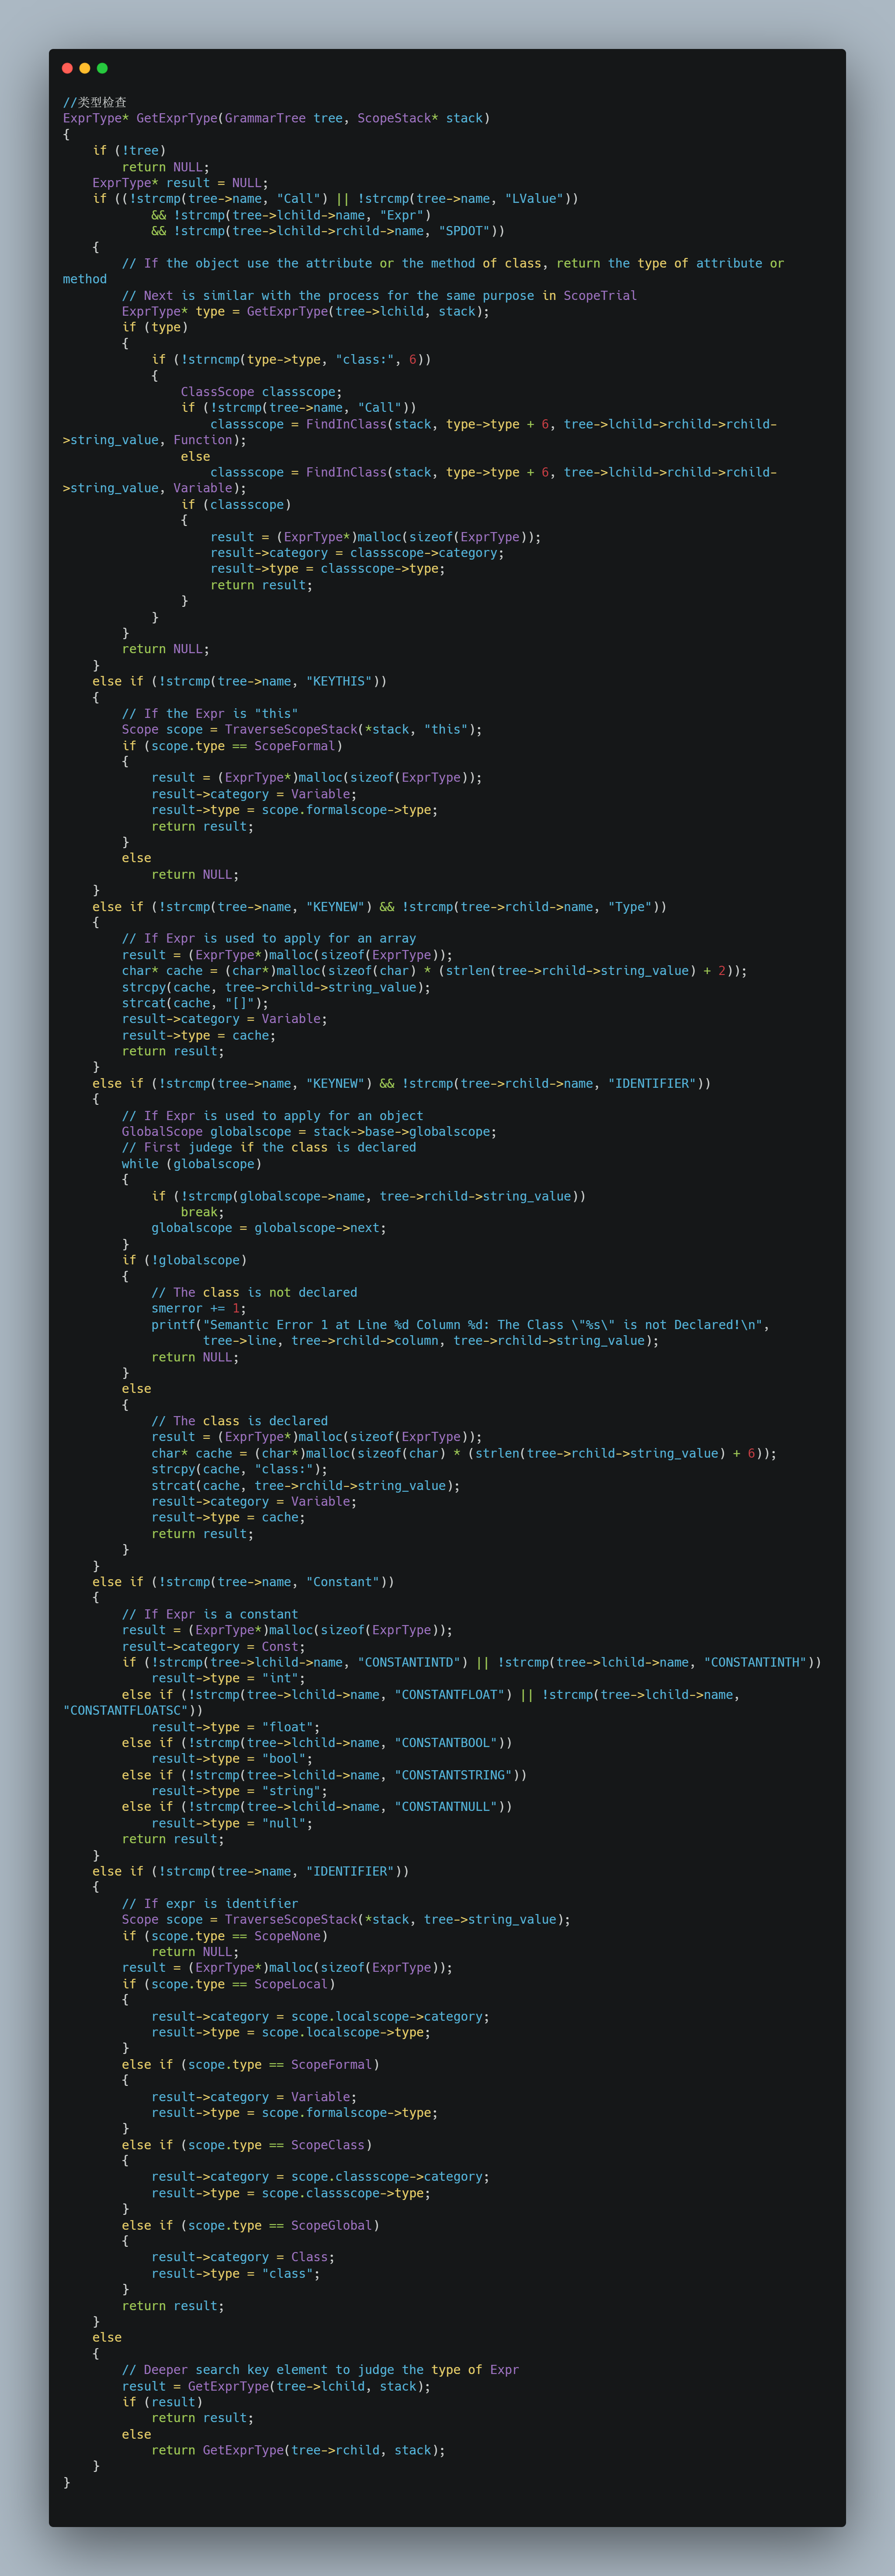 //类型检查
ExprType* GetExprType(GrammarTree tree, ScopeStack* stack)
{
    if (!tree)
        return NULL;
    ExprType* result = NULL;
    if ((!strcmp(tree->name, "Call") || !strcmp(tree->name, "LValue"))
            && !strcmp(tree->lchild->name, "Expr")
            && !strcmp(tree->lchild->rchild->name, "SPDOT"))
    {
        // If the object use the attribute or the method of class, return the type of attribute or
method
        // Next is similar with the process for the same purpose in ScopeTrial
        ExprType* type = GetExprType(tree->lchild, stack);
        if (type)
        {
            if (!strncmp(type->type, "class:", 6))
            {
                ClassScope classscope;
                if (!strcmp(tree->name, "Call"))
                    classscope = FindInClass(stack, type->type + 6, tree->lchild->rchild->rchild-
>string_value, Function);
                else
                    classscope = FindInClass(stack, type->type + 6, tree->lchild->rchild->rchild-
>string_value, Variable);
                if (classscope)
                {
                    result = (ExprType*)malloc(sizeof(ExprType));
                    result->category = classscope->category;
                    result->type = classscope->type;
                    return result;
                }
            }
        }
        return NULL;
    }
    else if (!strcmp(tree->name, "KEYTHIS"))
    {
        // If the Expr is "this"
        Scope scope = TraverseScopeStack(*stack, "this");
        if (scope.type == ScopeFormal)
        {
            result = (ExprType*)malloc(sizeof(ExprType));
            result->category = Variable;
            result->type = scope.formalscope->type;
            return result;
        }
        else
            return NULL;
    }
    else if (!strcmp(tree->name, "KEYNEW") && !strcmp(tree->rchild->name, "Type"))
    {
        // If Expr is used to apply for an array
        result = (ExprType*)malloc(sizeof(ExprType));
        char* cache = (char*)malloc(sizeof(char) * (strlen(tree->rchild->string_value) + 2));
        strcpy(cache, tree->rchild->string_value);
        strcat(cache, "[]");
        result->category = Variable;
        result->type = cache;
        return result;
    }
    else if (!strcmp(tree->name, "KEYNEW") && !strcmp(tree->rchild->name, "IDENTIFIER"))
    {
        // If Expr is used to apply for an object
        GlobalScope globalscope = stack->base->globalscope;
        // First judege if the class is declared
        while (globalscope)
        {
            if (!strcmp(globalscope->name, tree->rchild->string_value))
                break;
            globalscope = globalscope->next;
        }
        if (!globalscope)
        {
            // The class is not declared
            smerror += 1;
            printf("Semantic Error 1 at Line %d Column %d: The Class \"%s\" is not Declared!\n",
                   tree->line, tree->rchild->column, tree->rchild->string_value);
            return NULL;
        }
        else
        {
            // The class is declared
            result = (ExprType*)malloc(sizeof(ExprType));
            char* cache = (char*)malloc(sizeof(char) * (strlen(tree->rchild->string_value) + 6));
            strcpy(cache, "class:");
            strcat(cache, tree->rchild->string_value);
            result->category = Variable;
            result->type = cache;
            return result;
        }
    }
    else if (!strcmp(tree->name, "Constant"))
    {
        // If Expr is a constant
        result = (ExprType*)malloc(sizeof(ExprType));
        result->category = Const;
        if (!strcmp(tree->lchild->name, "CONSTANTINTD") || !strcmp(tree->lchild->name, "CONSTANTINTH"))
            result->type = "int";
        else if (!strcmp(tree->lchild->name, "CONSTANTFLOAT") || !strcmp(tree->lchild->name,
"CONSTANTFLOATSC"))
            result->type = "float";
        else if (!strcmp(tree->lchild->name, "CONSTANTBOOL"))
            result->type = "bool";
        else if (!strcmp(tree->lchild->name, "CONSTANTSTRING"))
            result->type = "string";
        else if (!strcmp(tree->lchild->name, "CONSTANTNULL"))
            result->type = "null";
        return result;
    }
    else if (!strcmp(tree->name, "IDENTIFIER"))
    {
        // If expr is identifier
        Scope scope = TraverseScopeStack(*stack, tree->string_value);
        if (scope.type == ScopeNone)
            return NULL;
        result = (ExprType*)malloc(sizeof(ExprType));
        if (scope.type == ScopeLocal)
        {
            result->category = scope.localscope->category;
            result->type = scope.localscope->type;
        }
        else if (scope.type == ScopeFormal)
        {
            result->category = Variable;
            result->type = scope.formalscope->type;
        }
        else if (scope.type == ScopeClass)
        {
            result->category = scope.classscope->category;
            result->type = scope.classscope->type;
        }
        else if (scope.type == ScopeGlobal)
        {
            result->category = Class;
            result->type = "class";
        }
        return result;
    }
    else
    {
        // Deeper search key element to judge the type of Expr
        result = GetExprType(tree->lchild, stack);
        if (result)
            return result;
        else
            return GetExprType(tree->rchild, stack);
    }
}